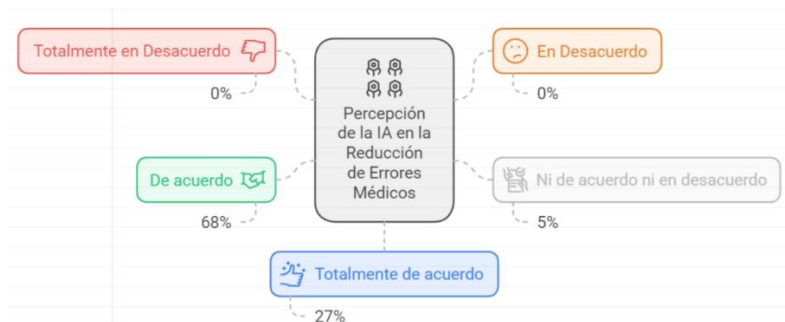 Totalmente en Desacuerdo
0%
En Desacuerdo
0%
Percepción
de la IA en la
Reducción
de Errores
Médicos
De acuerdo
68%
Ni de acuerdo ni en desacuerdo
5%
Totalmente de acuerdo
27%